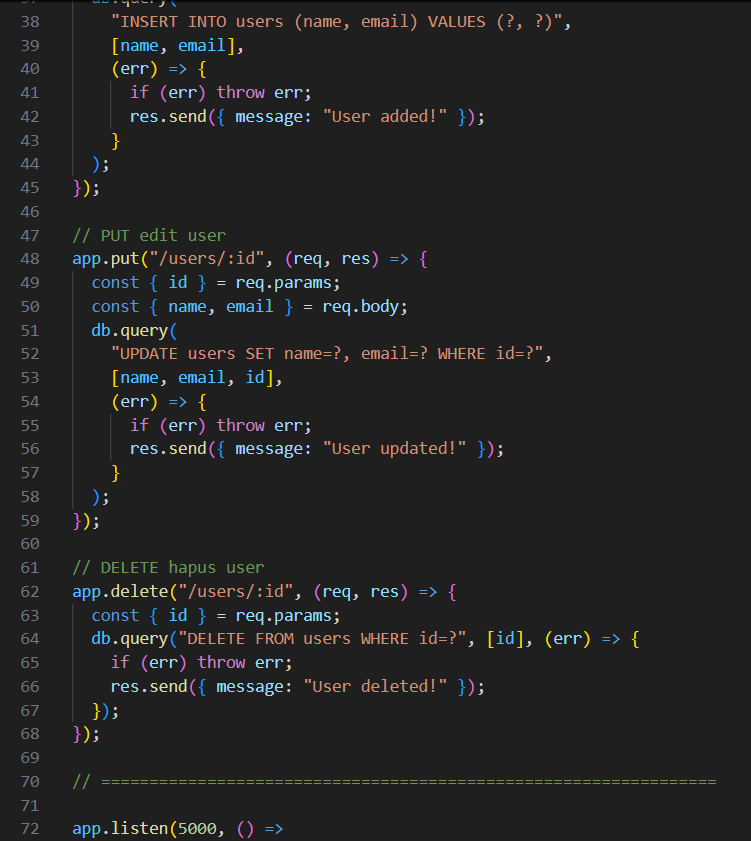 db.query(
38 "INSERT INTO users (name, email) VALUES (?, ?)",
39 [name, email],
40 (err) => {
41 if (err) throw err;
42 res.send({ message: "User added!" });
43 }
44 );
45 });
46
47 // PUT edit user
48 app.put("/users/:id", (req, res) => {
49 const { id } = req.params;
50 const { name, email } = req.body;
51 db.query(
52 "UPDATE users SET name=?, email=? WHERE id=?",
53 [name, email, id],
54 (err) => {
55 if (err) throw err;
56 res.send({ message: "User updated!" });
57 }
58 );
59 });
60
61 // DELETE hapus user
62 app.delete("/users/:id", (req, res) => {
63 const { id } = req.params;
64 db.query("DELETE FROM users WHERE id=?", [id], (err) => {
65 if (err) throw err;
66 res.send({ message: "User deleted!" });
67 });
68 });
69
70 // ================================================================
71
72 app.listen(5000, () =>